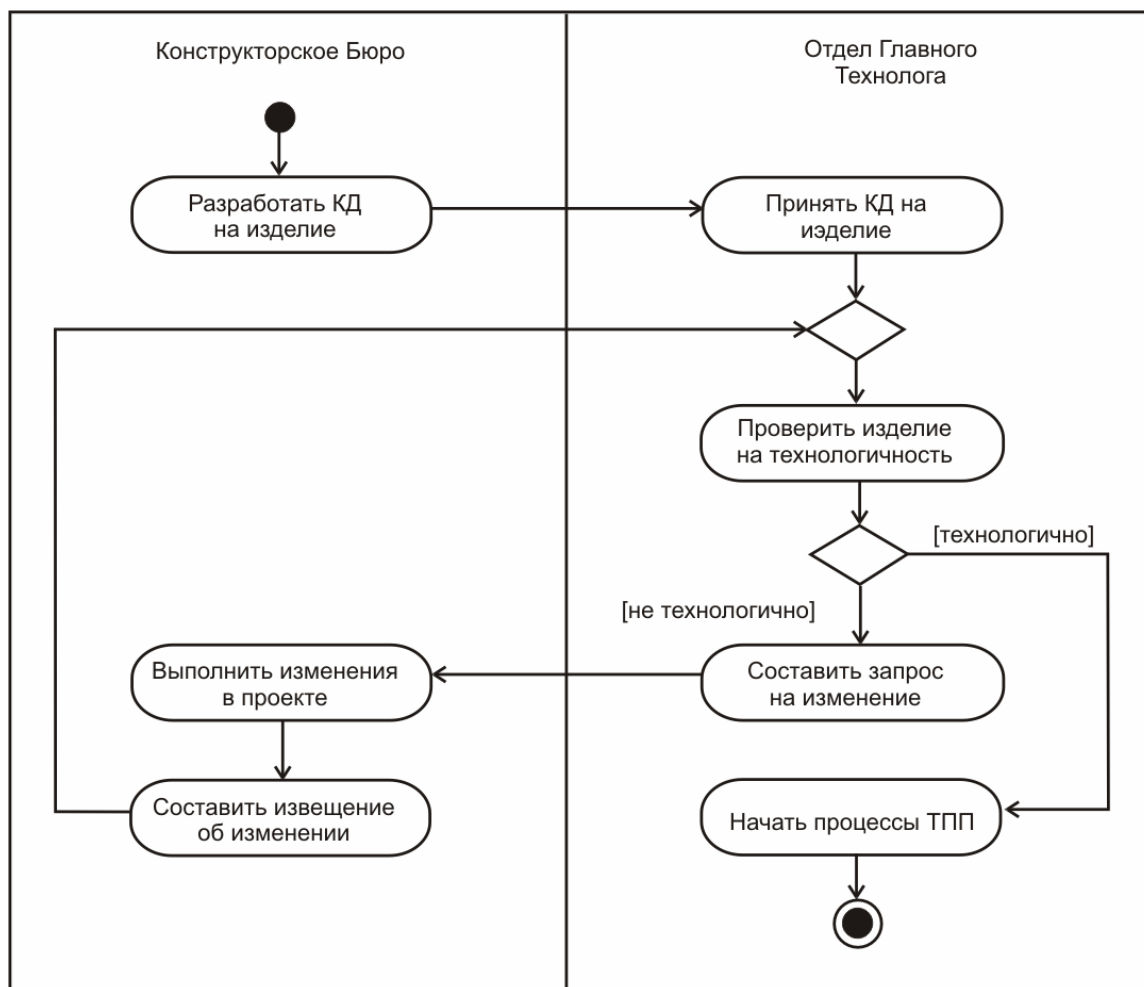 Конструкторское Бюро
Отдел Главного
Технолога
Разработать КД
на изделие
Принять КД на
иэделие
Проверить изделие
на технологичность
[технологично]
[не технологично]
Выполнить изменения
в проекте
Составить запрос
на изменение
Составить извещение
об изменении
Начать процессы ТПП